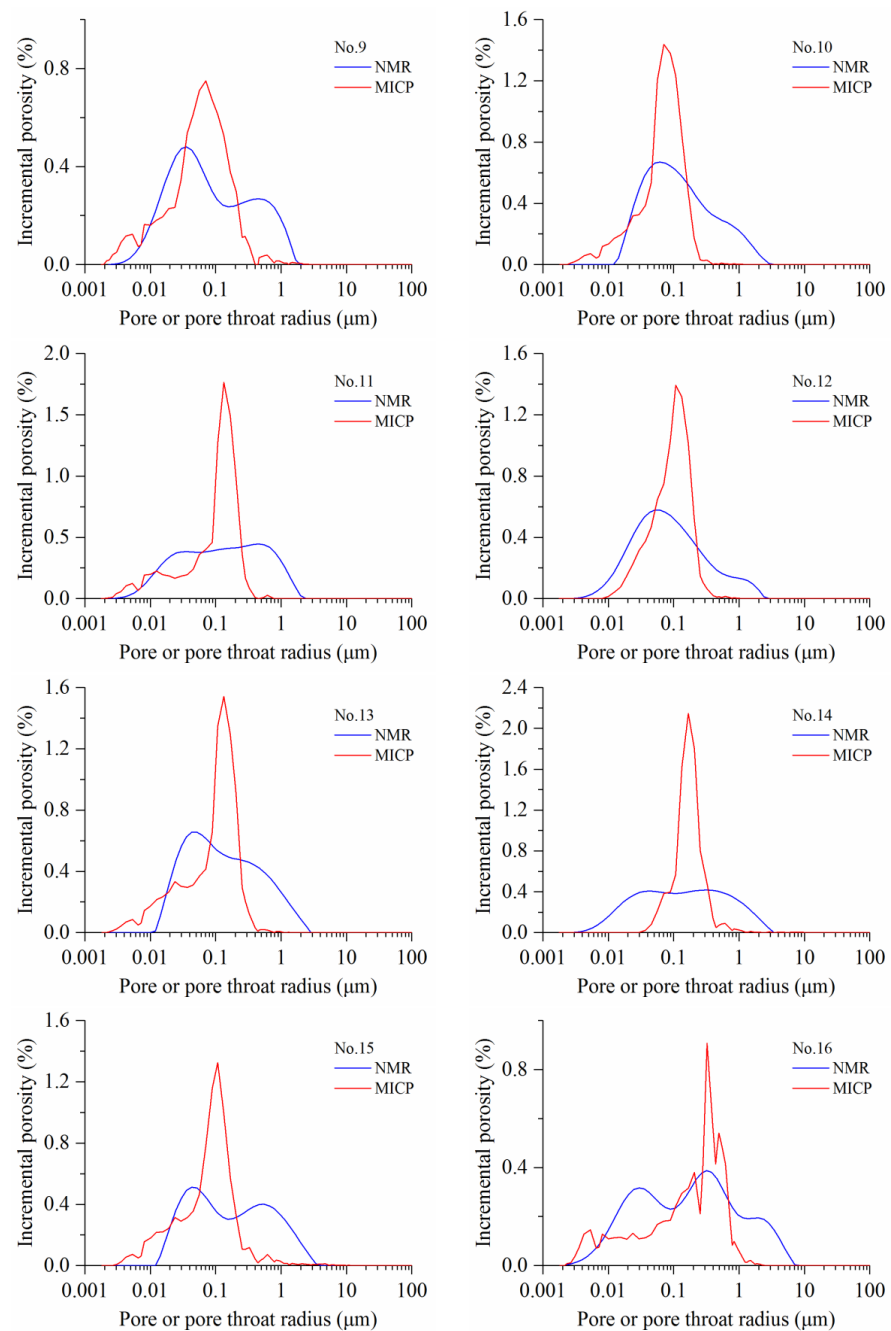 No.9
NMR
MICP
Incremental porosity (%)
0.8
0.4
0.0
0.001 0.01 0.1 1 10 100
Pore or pore throat radius (μm)
No.10
NMR
MICP
Incremental porosity (%)
1.6
1.2
0.8
0.4
0.0
0.001 0.01 0.1 1 10 100
Pore or pore throat radius (μm)
No.11
NMR
MICP
Incremental porosity (%)
2.0
1.5
1.0
0.5
0.0
0.001 0.01 0.1 1 10 100
Pore or pore throat radius (μm)
No.12
NMR
MICP
Incremental porosity (%)
1.6
1.2
0.8
0.4
0.0
0.001 0.01 0.1 1 10 100
Pore or pore throat radius (μm)
No.13
NMR
MICP
Incremental porosity (%)
1.6
1.2
0.8
0.4
0.0
0.001 0.01 0.1 1 10 100
Pore or pore throat radius (μm)
No.14
NMR
MICP
Incremental porosity (%)
2.4
2.0
1.6
1.2
0.8
0.4
0.0
0.001 0.01 0.1 1 10 100
Pore or pore throat radius (μm)
No.15
NMR
MICP
Incremental porosity (%)
1.6
1.2
0.8
0.4
0.0
0.001 0.01 0.1 1 10 100
Pore or pore throat radius (μm)
No.16
NMR
MICP
Incremental porosity (%)
0.8
0.4
0.0
0.001 0.01 0.1 1 10 100
Pore or pore throat radius (μm)